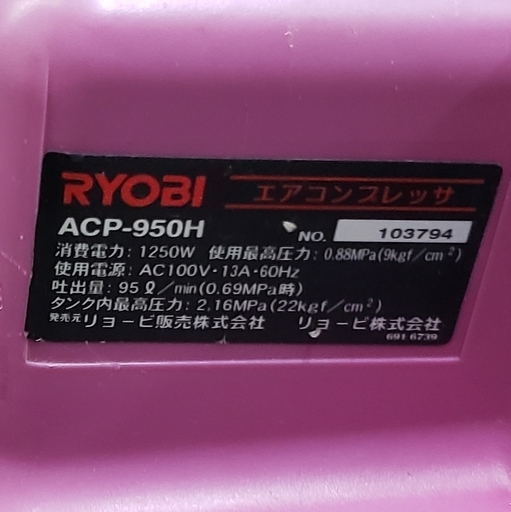 RYOBI エアコンプレッサ
ACP-950H NO. 103794
消費電力: 1250W 使用最高圧力: 0.88MPa(9kgf/cm²)
使用電源: AC100V・13A・60Hz
吐出量: 95ℓ/min(0.69MPa時)
タンク内最高圧力: 2.16MPa(22kgf/cm²)
発売元リョービ販売株式会社 リョービ株式会社
691 6739